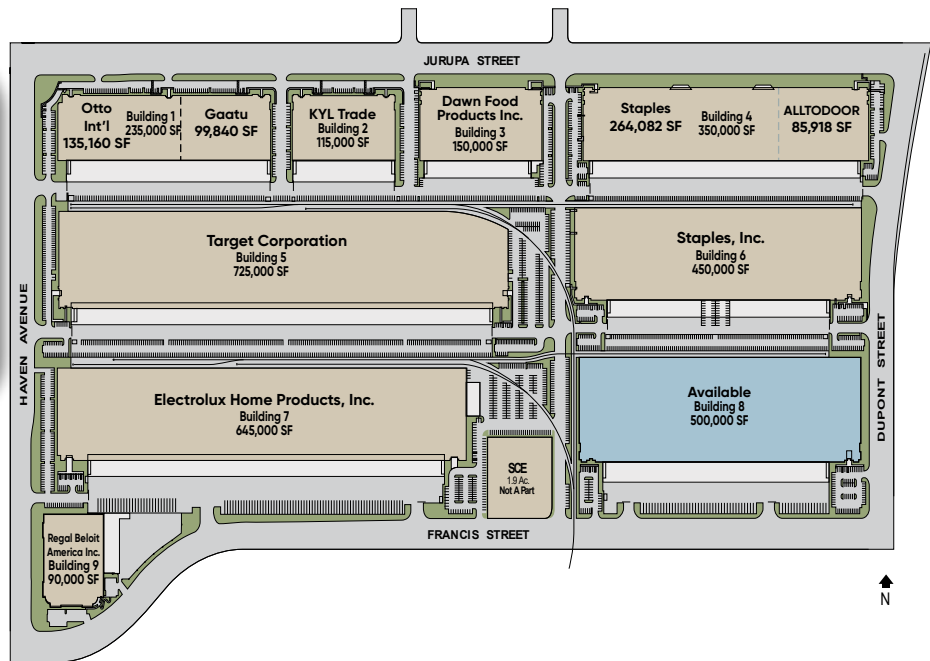 JURUPA STREET
Otto
Int'l
135,160 SF
Building 1
235,000 SF
Gaatu
99,840 SF
KYL Trade
Building 2
115,000 SF
Dawn Food
Products Inc.
Building 3
150,000 SF
Staples
264,082 SF
Building 4
350,000 SF
ALLTODOOR
85,918 SF
Target Corporation
Building 5
725,000 SF
Staples, Inc.
Building 6
450,000 SF
HAVEN AVENUE
DUPONT STREET
Electrolux Home Products, Inc.
Building 7
645,000 SF
Available
Building 8
500,000 SF
SCE
1.9 Ac.
Not A Part
FRANCIS STREET
Regal Beloit
America Inc.
Building 9
90,000 SF
N